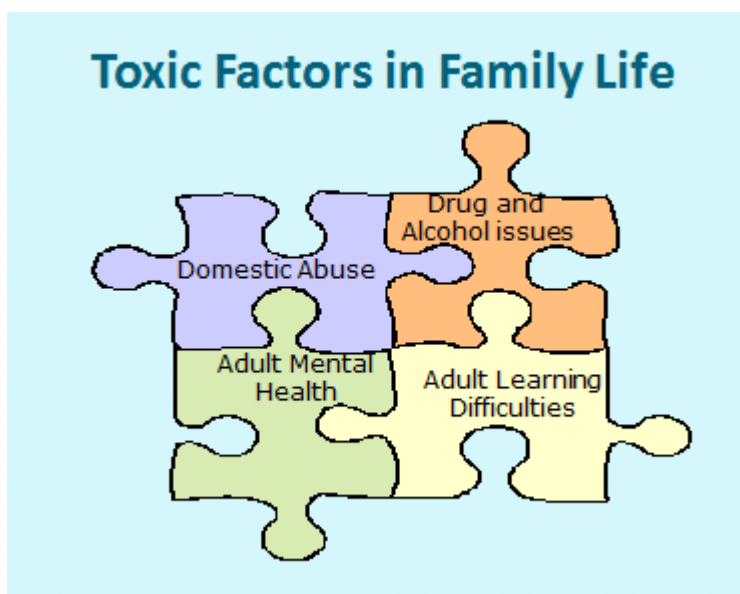 Toxic Factors in Family Life
Drug and
Alcohol issues
Domestic Abuse
Adult Mental
Health
Adult Learning
Difficulties